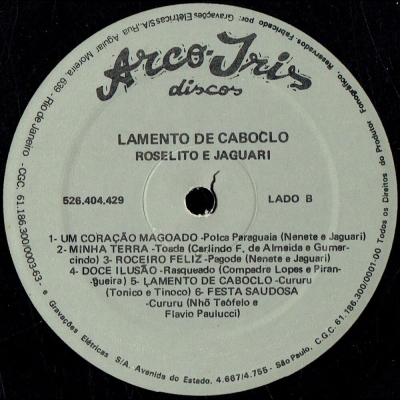 Arco-Iris
discos
LAMENTO DE CABOCLO
ROSELITO E JAGUARI
526.404.429
LADO B
1- UM CORAÇÃO MAGOADO -Polca Paraguaia (Nenete e Jaguari)
2- MINHA TERRA -Toada (Carlindo F. de Almeida e Gumer-
cindo) 3- ROCEIRO FELIZ - Pagode (Nenete e Jaguari)
4- DOCE ILUSÃO - Rasqueado (Compadre Lopes e Piran-
gueira) 5- LAMENTO DE CABOCLO -Cururu
(Tonico e Tinoco) 6- FESTA SAUDOSA
-Cururu (Nhô Teófelo e
Flavio Paulucci)
e Gravações Elétricas S/A. Avenida do Estado, 4.667/4.755 - São Paulo, C.G.C. 61.186.300/0001-00 Todos os Direitos do Produtor Fonográfico, Reservados. Fabricado por: Gravações Elétricas S/A. Rua Aguiar Moreira, 639 - Rio de Janeiro - CGC. 61.186.300/0003-63 -